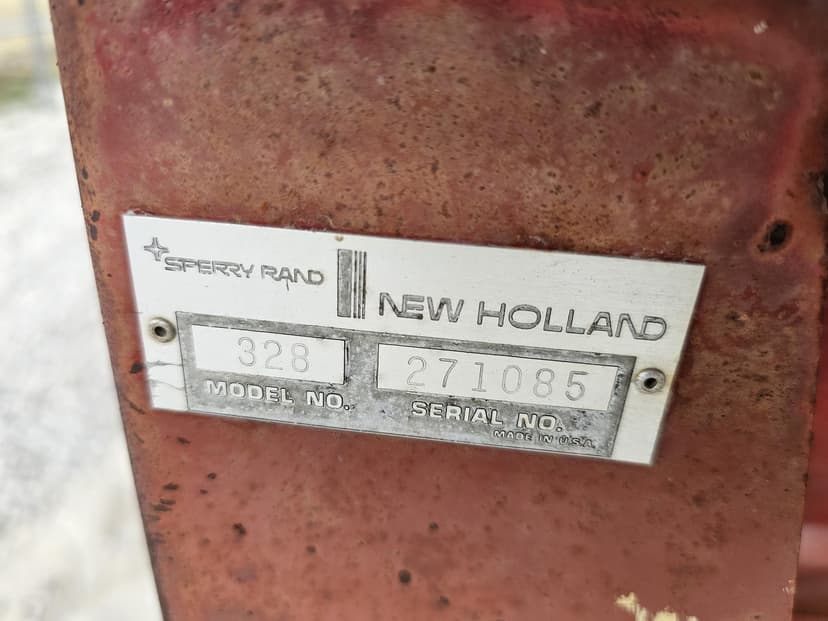 SPERRY RAND
NEW HOLLAND
328
271085
MODEL NO.
SERIAL NO.
MADE IN U.S.A.